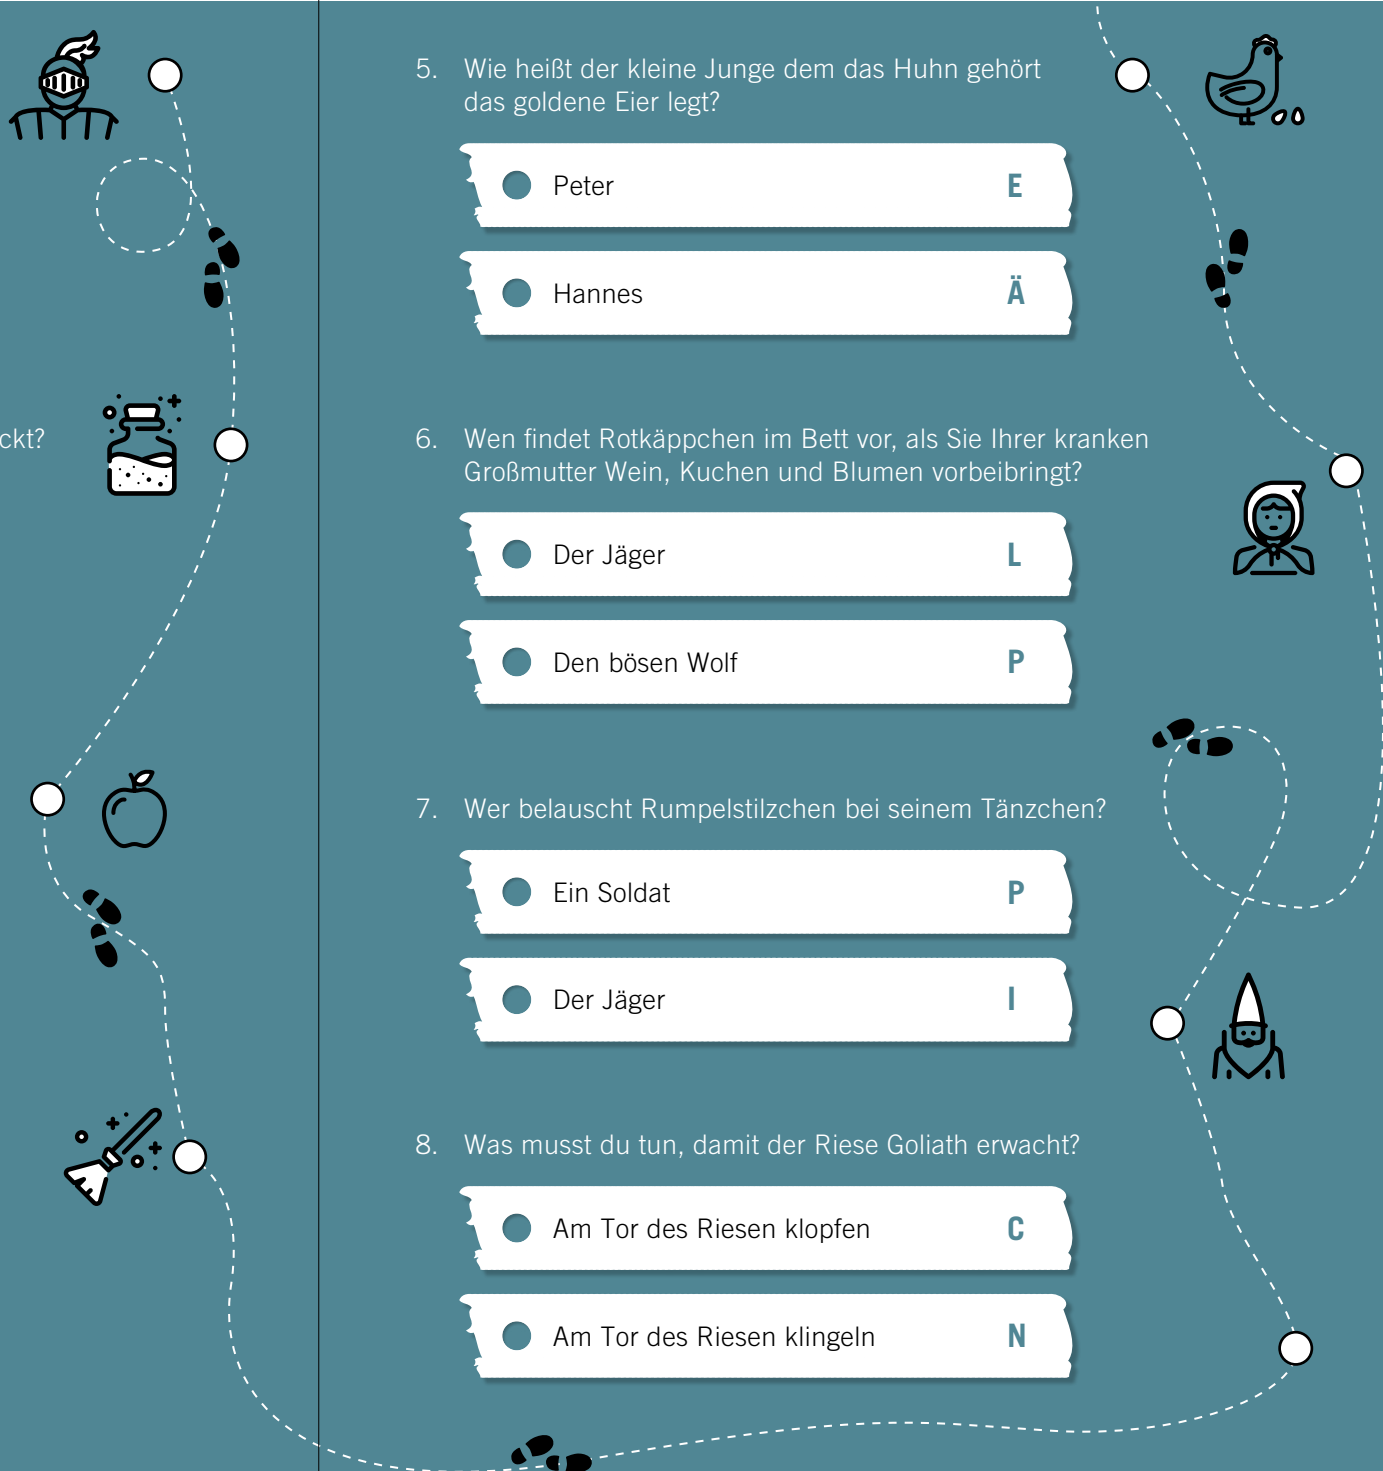 5. Wie heißt der kleine Junge dem das Huhn gehört
das goldene Eier legt?
Peter E
Hannes Ä
ckt?
6. Wen findet Rotkäppchen im Bett vor, als Sie Ihrer kranken
Großmutter Wein, Kuchen und Blumen vorbeibringt?
Der Jäger L
Den bösen Wolf P
7. Wer belauscht Rumpelstilzchen bei seinem Tänzchen?
Ein Soldat P
Der Jäger I
8. Was musst du tun, damit der Riese Goliath erwacht?
Am Tor des Riesen klopfen C
Am Tor des Riesen klingeln N